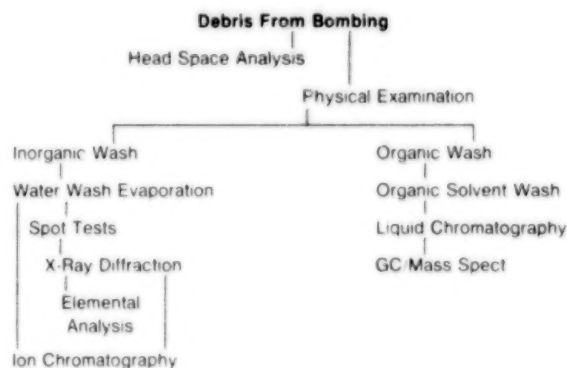 Debris From Bombing
Head Space Analysis
Physical Examination
Inorganic Wash
Organic Wash
Water Wash Evaporation
Organic Solvent Wash
Spot Tests
Liquid Chromatography
X-Ray Diffraction
GC/Mass Spect
Elemental
Analysis
Ion Chromatography